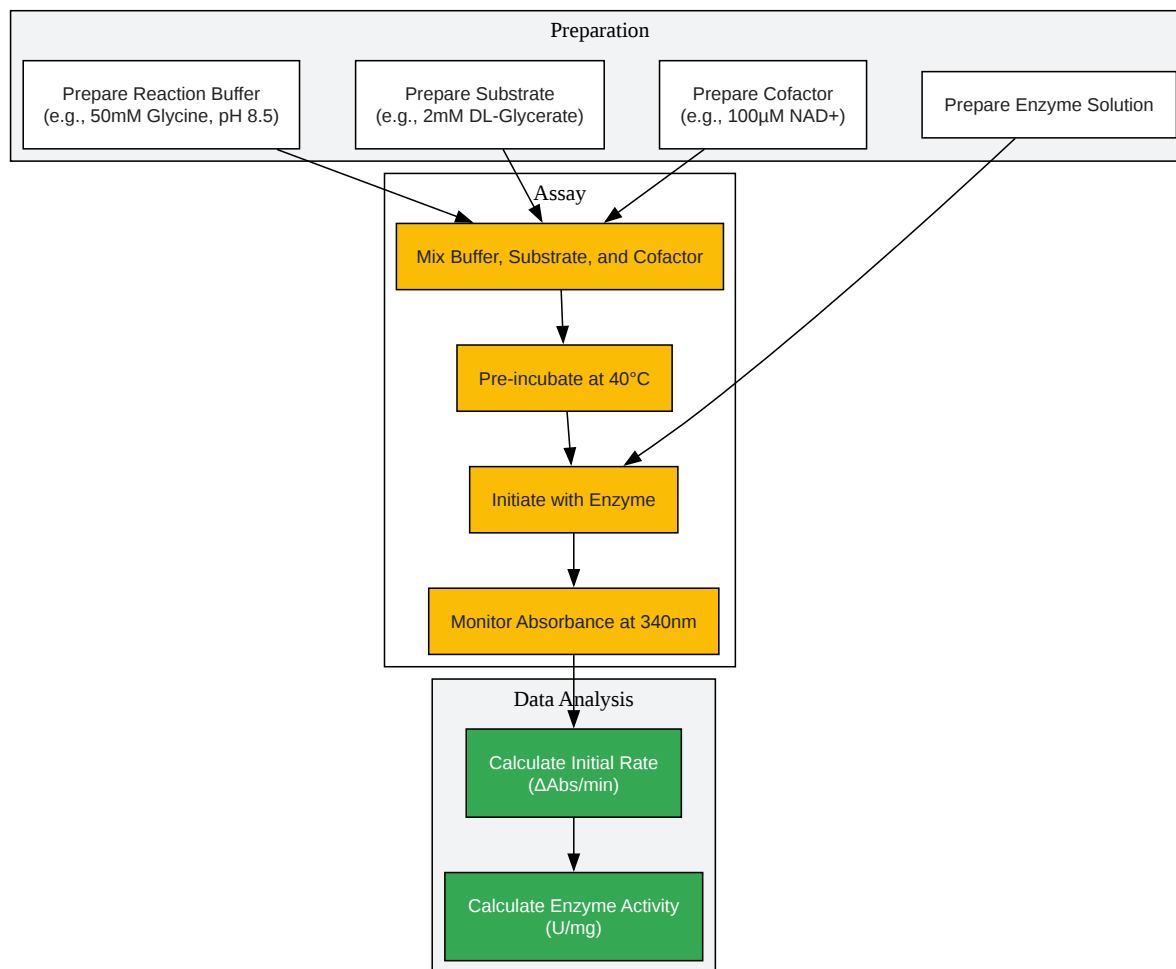 Preparation
Prepare Reaction Buffer
(e.g., 50mM Glycine, pH 8.5)
Prepare Substrate
(e.g., 2mM DL-Glycerate)
Prepare Cofactor
(e.g., 100µM NAD+)
Prepare Enzyme Solution
Assay
Mix Buffer, Substrate, and Cofactor
Pre-incubate at 40°C
Initiate with Enzyme
Monitor Absorbance at 340nm
Data Analysis
Calculate Initial Rate
(ΔAbs/min)
Calculate Enzyme Activity
(U/mg)